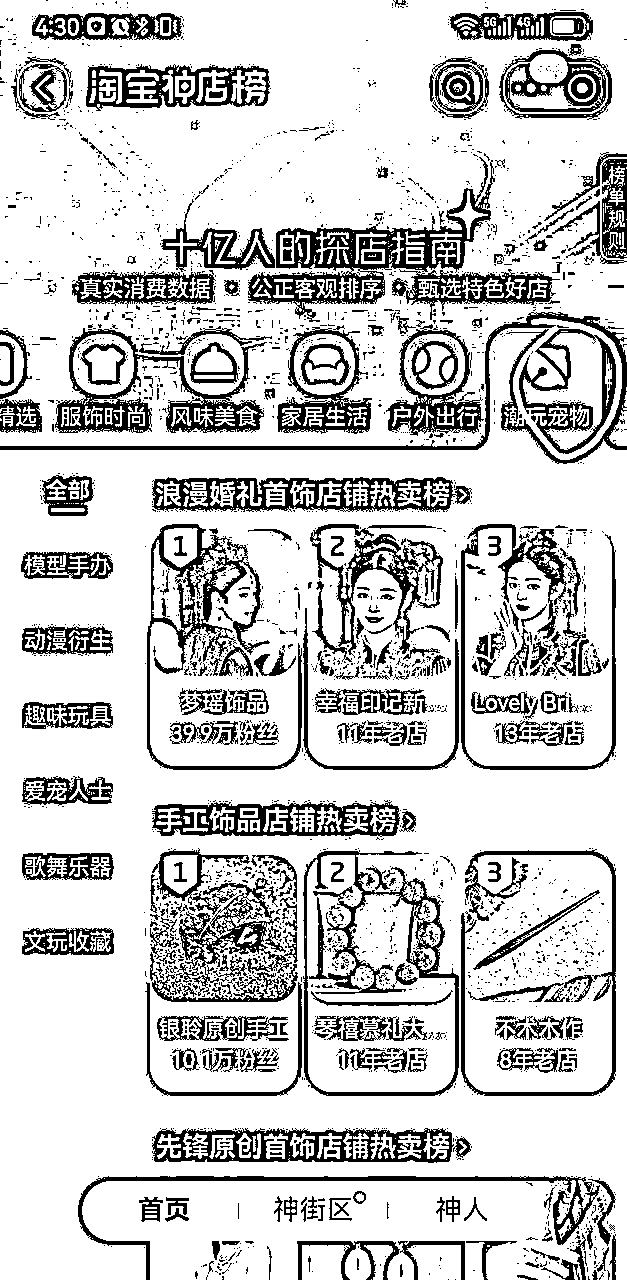 4:30
5G 4G
淘宝神店榜
榜单规则
十亿人的探店指南
真实消费数据 公正客观排序 甄选特色好店
精选 服饰时尚 风味美食 家居生活 户外出行 潮玩宠物
全部
模型手办
动漫衍生
趣味玩具
爱宠人士
歌舞乐器
文玩收藏
浪漫婚礼首饰店铺热卖榜>
1 2 3
梦瑶饰品 幸福印记新... Lovely Bri...
39.9万粉丝 11年老店 13年老店
手工饰品店铺热卖榜>
1 2 3
银聆原创手工 琴禧慕礼大... 不术木作
10.1万粉丝 11年老店 8年老店
先锋原创首饰店铺热卖榜>
首页 神街区 神人